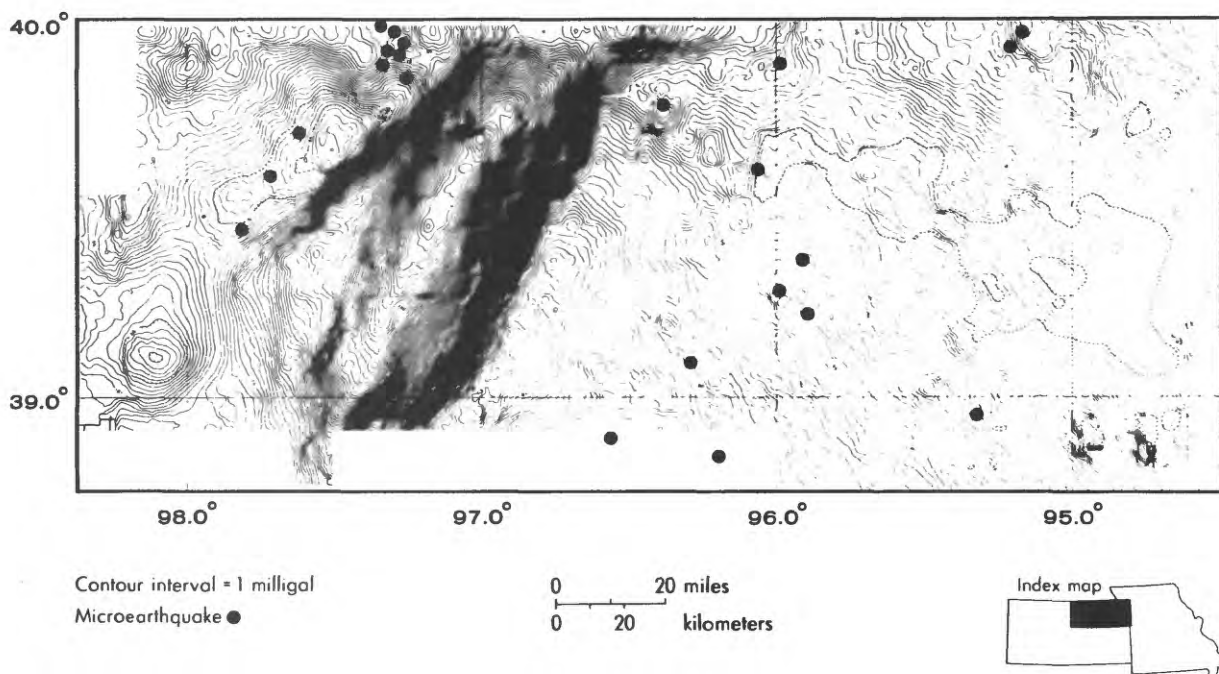 40.0°
39.0°
98.0°
97.0°
96.0°
95.0°
Contour interval = 1 milligal
Microearthquake
0 20 miles
0 20 kilometers
Index map